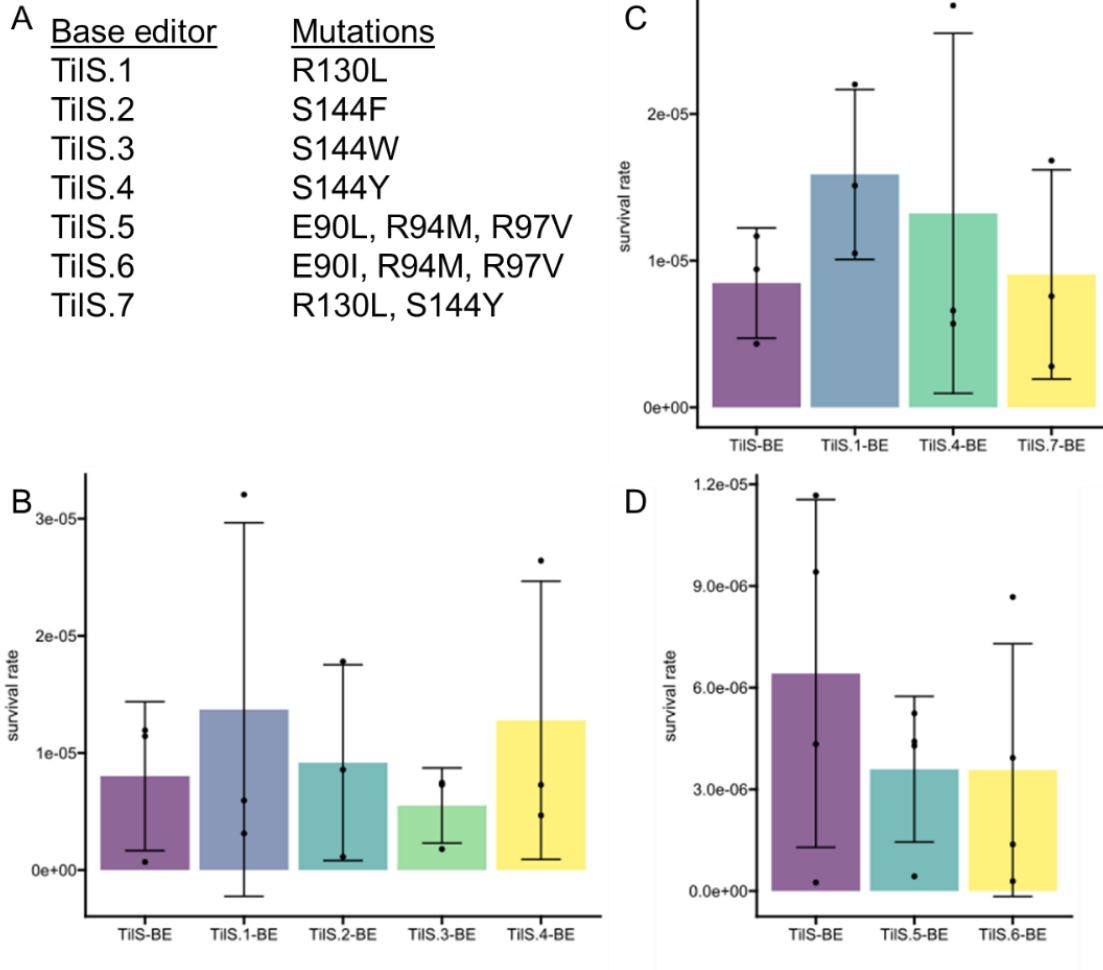 A
Base editor Mutations
TilS.1 R130L
TilS.2 S144F
TilS.3 S144W
TilS.4 S144Y
TilS.5 E90L, R94M, R97V
TilS.6 E90I, R94M, R97V
TilS.7 R130L, S144Y
C
survival rate
2e-05
1e-05
0e+00
TilS-BE TilS.1-BE TilS.4-BE TilS.7-BE
B
survival rate
3e-05
2e-05
1e-05
0e+00
TilS-BE TilS.1-BE TilS.2-BE TilS.3-BE TilS.4-BE
D
survival rate
1.2e-05
9.0e-06
6.0e-06
3.0e-06
0.0e+00
TilS-BE TilS.5-BE TilS.6-BE